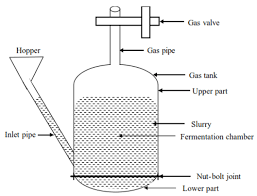 Gas valve
Hopper
Gas pipe
Gas tank
Upper part
Slurry
Inlet pipe
Fermentation chamber
Nut-bolt joint
Lower part